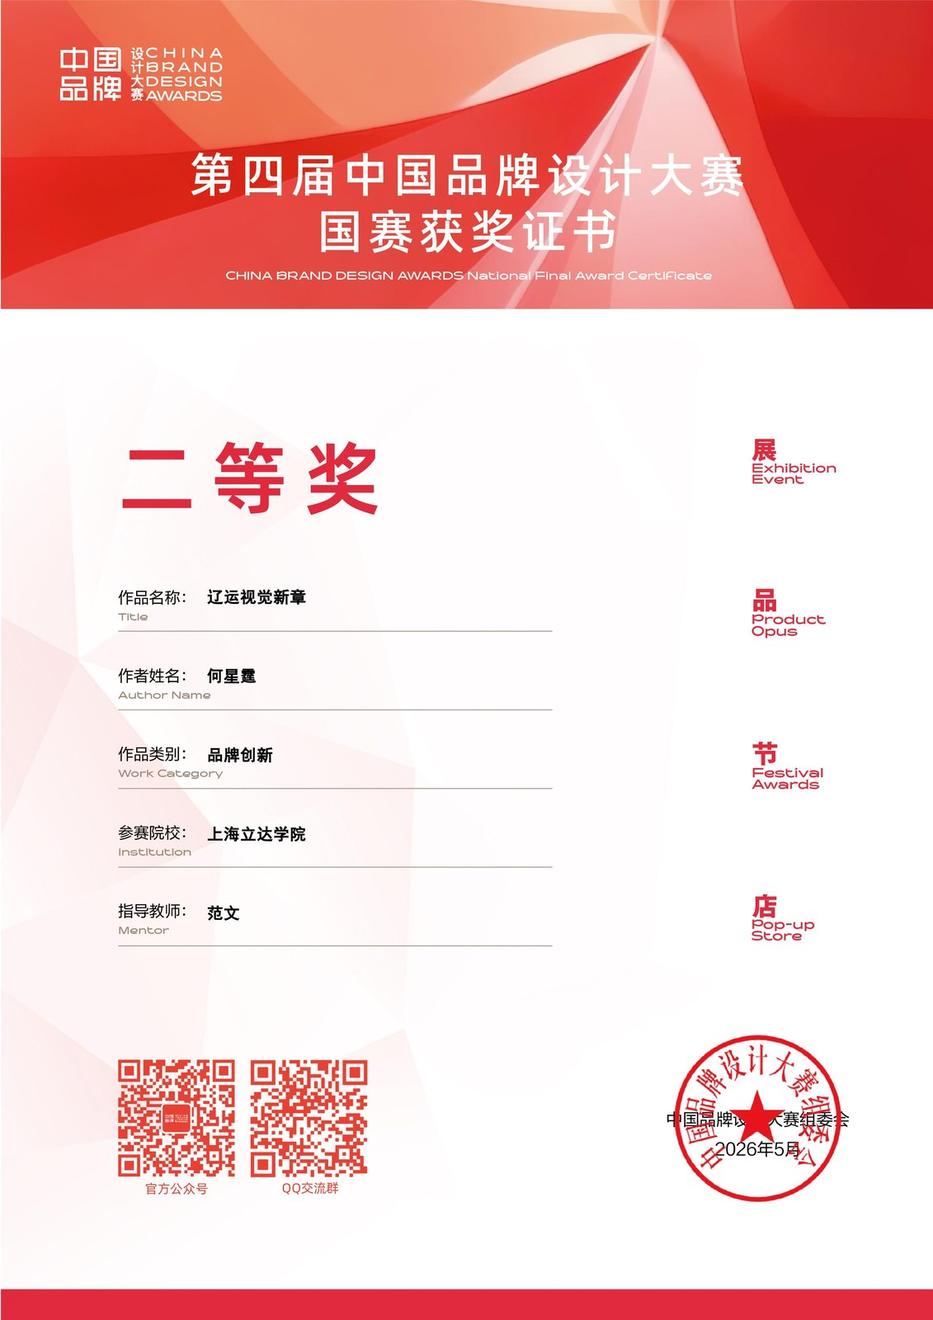 中国 设 CHINA
计 BRAND
品牌 大 DESIGN
赛 AWARDS
第四届中国品牌设计大赛
国赛获奖证书
CHINA BRAND DESIGN AWARDS National Final Award Certificate
二等奖
作品名称： 辽运视觉新章
Title
作者姓名： 何星霆
Author Name
作品类别： 品牌创新
Work Category
参赛院校： 上海立达学院
Institution
指导教师： 范文
Mentor
展
Exhibition
Event
品
Product
Opus
节
Festival
Awards
店
Pop-up
Store
官方公众号
QQ交流群
中国品牌设计大赛组委会
中国品牌设计大赛组委会
2026年5月